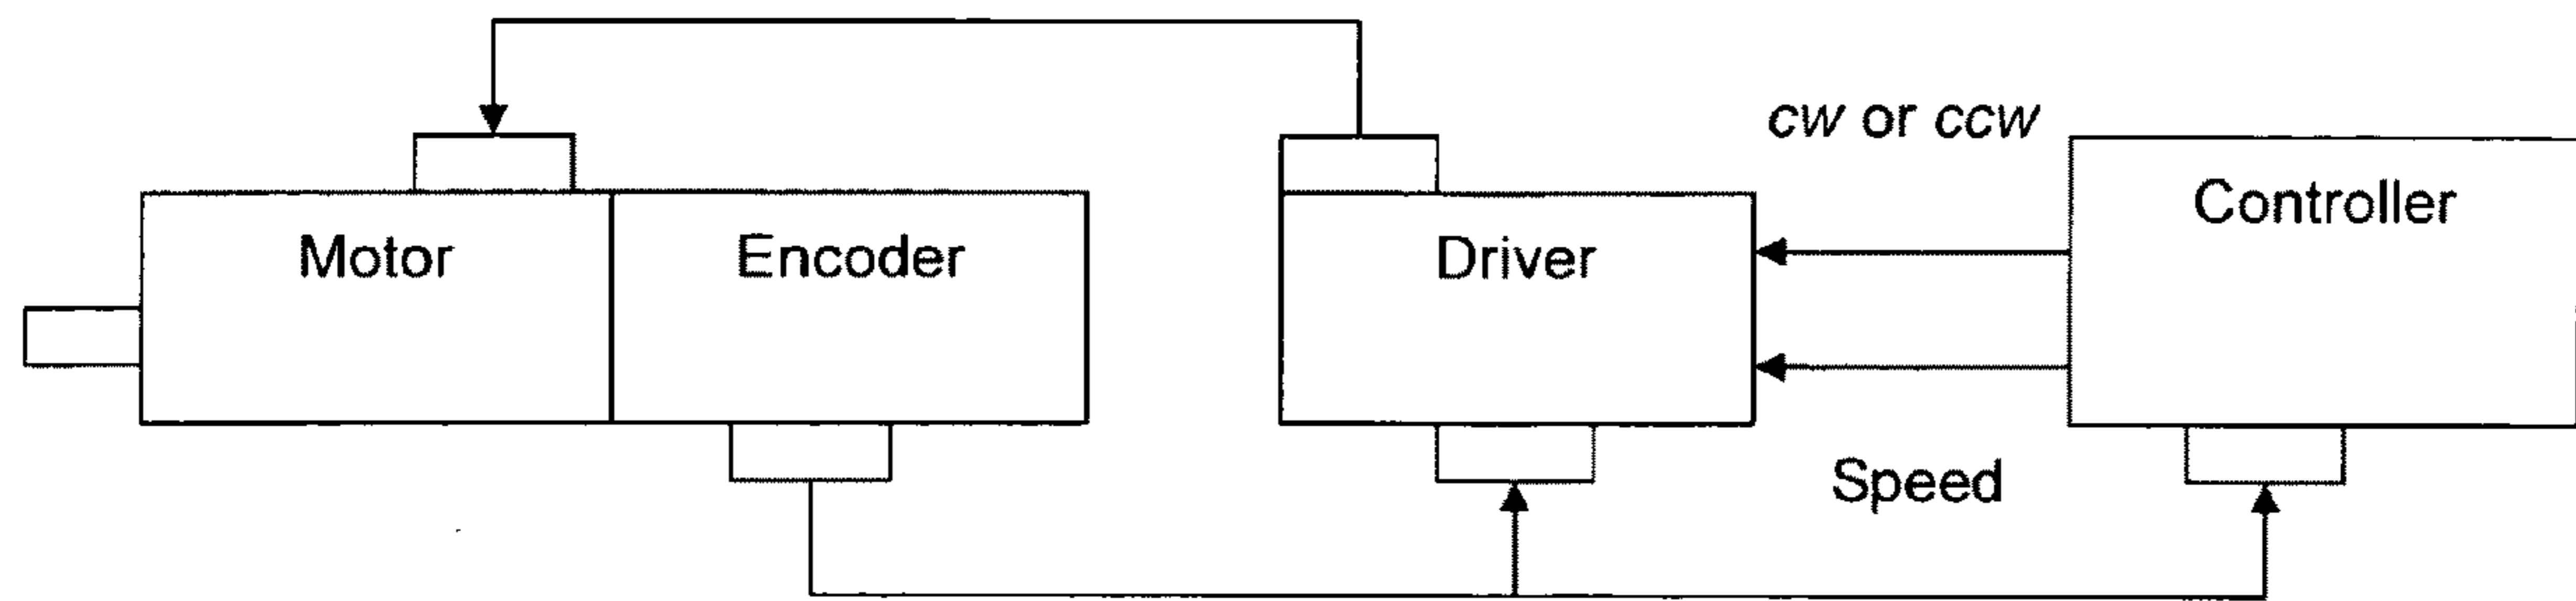 cw or ccw
Controller
Motor
Encoder
Driver
Speed